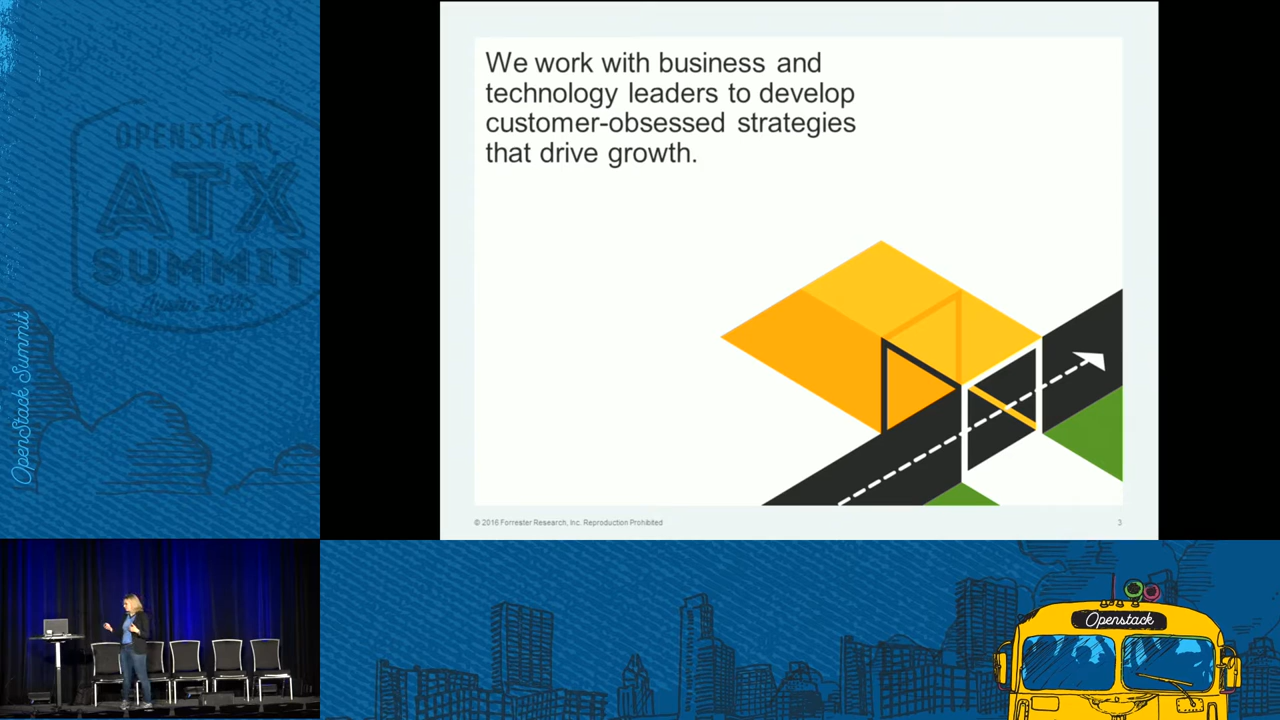 OPENSTACK
ATX
SUMMIT
Austin 2016
OpenStack Summit
We work with business and
technology leaders to develop
customer-obsessed strategies
that drive growth.
© 2016 Forrester Research, Inc. Reproduction Prohibited
3
Openstack